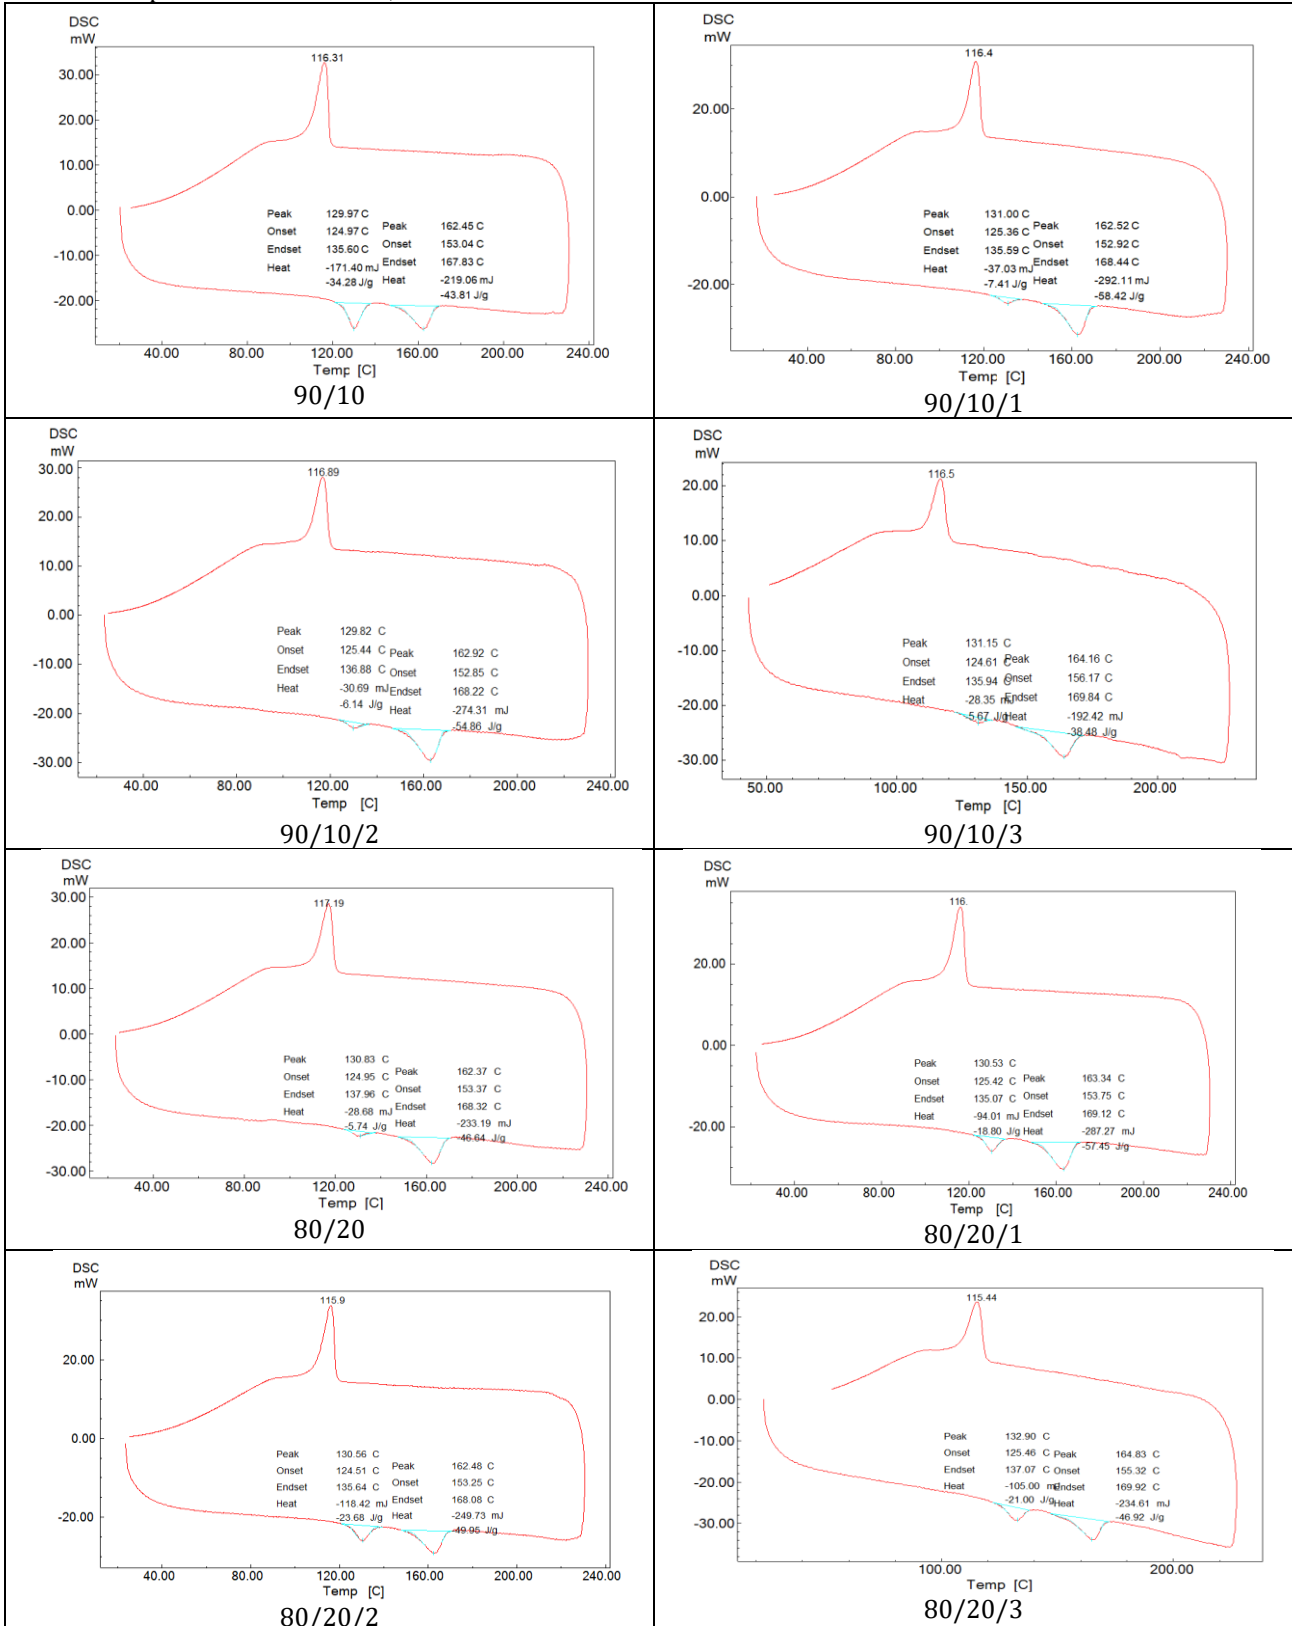 DSC
mW
116.31
30.00
20.00
10.00
0.00
-10.00
-20.00
Peak 129.97 C
Onset 124.97 C
Endset 135.60 C
Heat -171.40 mJ
-34.28 J/g
Peak 162.45 C
Onset 153.04 C
Endset 167.83 C
Heat -219.06 mJ
-43.81 J/g
40.00 80.00 120.00 160.00 200.00 240.00
Temp [C]
90/10
DSC
mW
116.4
20.00
0.00
-20.00
Peak 131.00 C
Onset 125.36 C
Endset 135.59 C
Heat -37.03 mJ
-7.41 J/g
Peak 162.52 C
Onset 152.92 C
Endset 168.44 C
Heat -292.11 mJ
-58.42 J/g
40.00 80.00 120.00 160.00 200.00 240.00
Temp [C]
90/10/1
DSC
mW
116.89
30.00
20.00
10.00
0.00
-10.00
-20.00
-30.00
Peak 129.82 C
Onset 125.44 C
Endset 136.88 C
Heat -30.69 mJ
-6.14 J/g
Peak 162.92 C
Onset 152.85 C
Endset 168.22 C
Heat -274.31 mJ
-54.86 J/g
40.00 80.00 120.00 160.00 200.00 240.00
Temp [C]
90/10/2
DSC
mW
116.5
20.00
10.00
0.00
-10.00
-20.00
-30.00
Peak 131.15 C
Onset 124.61 C
Endset 135.94 C
Heat -28.35 mJ
-5.67 J/g
Peak 164.16 C
Onset 156.17 C
Endset 169.84 C
Heat -192.42 mJ
-38.48 J/g
50.00 100.00 150.00 200.00
Temp [C]
90/10/3
DSC
mW
117.19
30.00
20.00
10.00
0.00
-10.00
-20.00
-30.00
Peak 130.83 C
Onset 124.95 C
Endset 137.96 C
Heat -28.68 mJ
-5.74 J/g
Peak 162.37 C
Onset 153.37 C
Endset 168.32 C
Heat -233.19 mJ
-46.64 J/g
40.00 80.00 120.00 160.00 200.00 240.00
Temp [C]
80/20
DSC
mW
116.
20.00
0.00
-20.00
Peak 130.53 C
Onset 125.42 C
Endset 135.07 C
Heat -94.01 mJ
-18.80 J/g
Peak 163.34 C
Onset 153.75 C
Endset 169.12 C
Heat -287.27 mJ
-57.45 J/g
40.00 80.00 120.00 160.00 200.00 240.00
Temp [C]
80/20/1
DSC
mW
115.9
20.00
0.00
-20.00
Peak 130.56 C
Onset 124.51 C
Endset 135.64 C
Heat -118.42 mJ
-23.68 J/g
Peak 162.48 C
Onset 153.25 C
Endset 168.08 C
Heat -249.73 mJ
-49.95 J/g
40.00 80.00 120.00 160.00 200.00 240.00
Temp [C]
80/20/2
DSC
mW
115.44
20.00
10.00
0.00
-10.00
-20.00
-30.00
Peak 132.90 C
Onset 125.46 C
Endset 137.07 C
Heat -105.00 mJ
-21.00 J/g
Peak 164.83 C
Onset 155.32 C
Endset 169.92 C
Heat -234.61 mJ
-46.92 J/g
100.00 200.00
Temp [C]
80/20/3